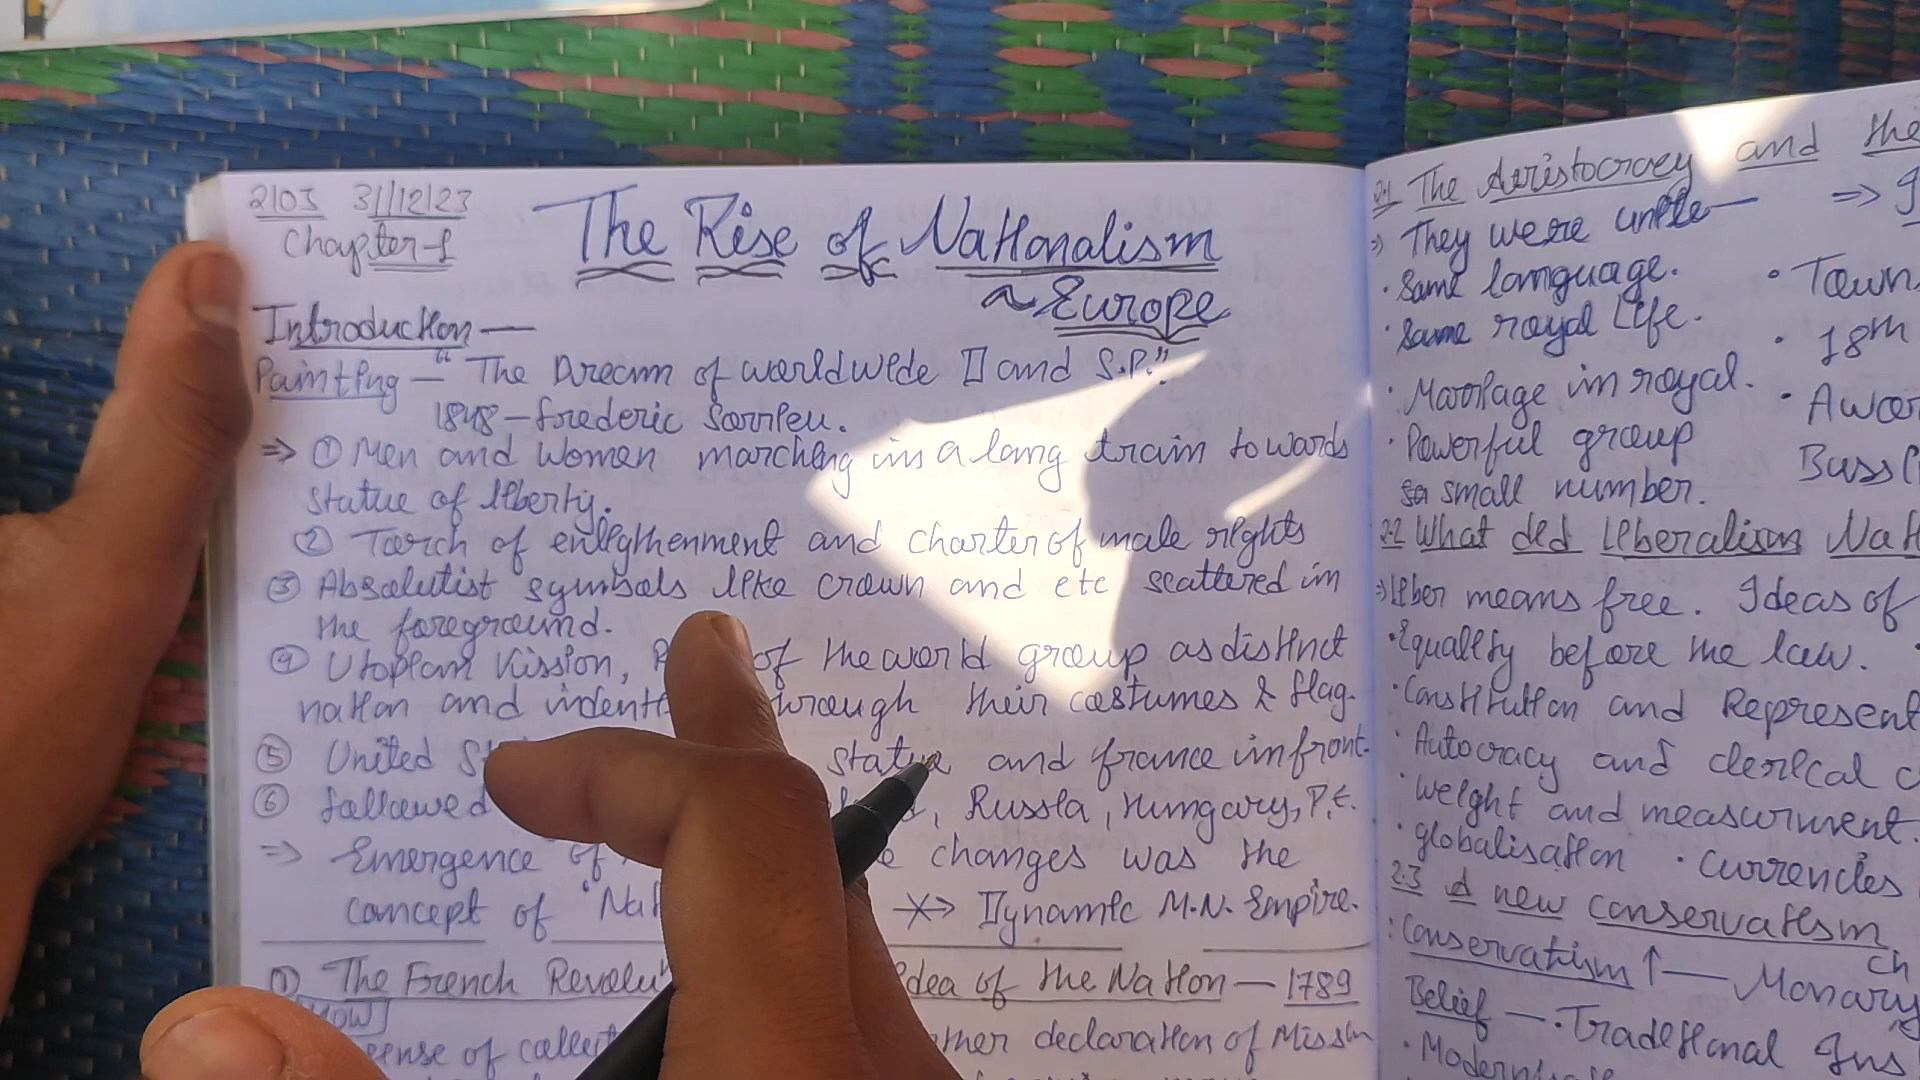 2103 31/12/23
Chapter-1
The Rise of Nationalism
~ Europe
Introduction —
Painting — "The Dream of worldwide D and S.R."
1848 – frederic Sorrieu.
⇒ ① Men and women marching in a long train towards
statue of liberty.
② Torch of enligthenment and charter of male rights
③ Absolutist symbols like crown and etc scattered in
the foreground.
④ Utopian Vission, of the world group as distinct
nation and through their costumes & flag.
⑤ United statue and france in front.
⑥ followed , Russia, Hungary, P.E.
⇒ Emergence of changes was the
concept of ⇒ Dynamic M.N. Empire.
① The French of the Nation — 1789
HOW
sense of declaration of Missin
2.1 The Aristocracy and the
⇒ They were unite — ⇒
• Same language.
• Same royal life.
• Marriage in royal.
• Powerful group
small number.
• Town
• 18th
•
2.2 What did liberalism
⇒ liber means free. Ideas of
• Equality before the law.
• Constitution and Represent
• Autocracy and clerical
• Weight and measurment.
• globalisation • currencies
2.3 A new conservatism
: Conservatism ↑ —
Belief — • Traditional